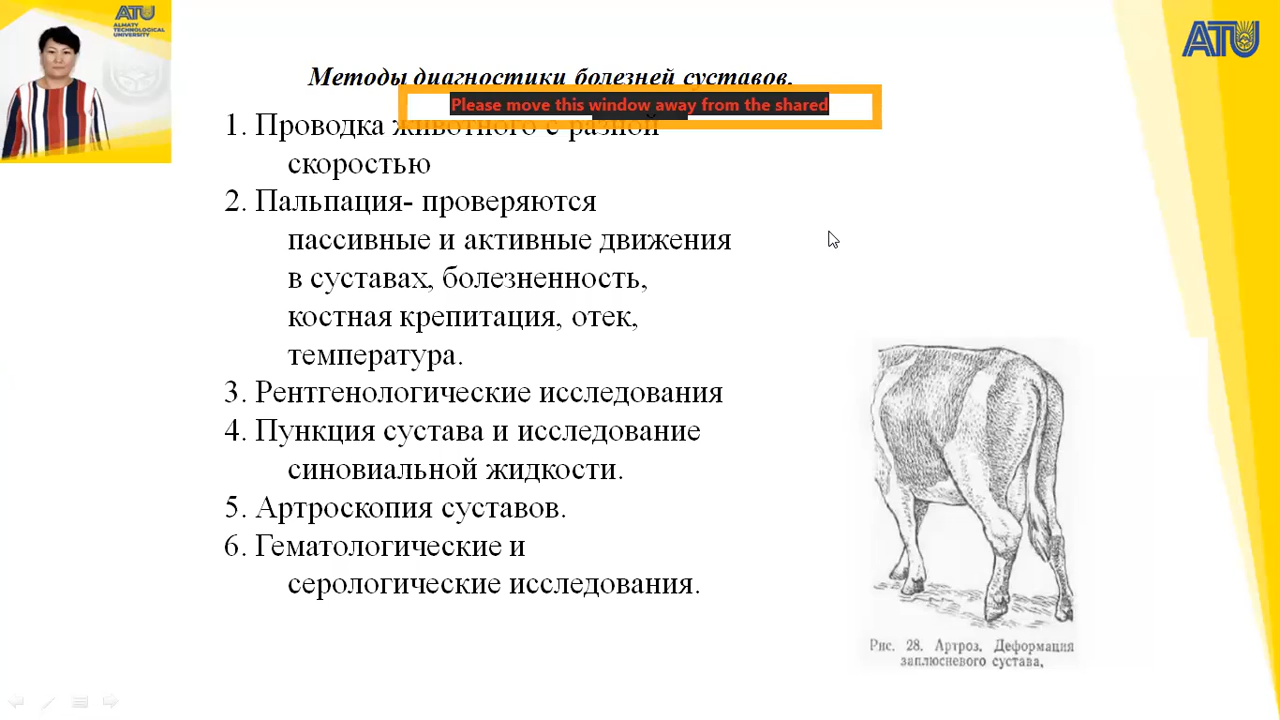 ATU
ALMATY
TECHNOLOGICAL
UNIVERSITY
ATU
Методы диагностики болезней суставов.
Please move this window away from the shared
1. Проводка животного с разной
скоростью
2. Пальпация- проверяются
пассивные и активные движения
в суставах, болезненность,
костная крепитация, отек,
температура.
3. Рентгенологические исследования
4. Пункция сустава и исследование
синовиальной жидкости.
5. Артроскопия суставов.
6. Гематологические и
серологические исследования.
Рис. 28. Артроз. Деформация
заплюсневого сустава.